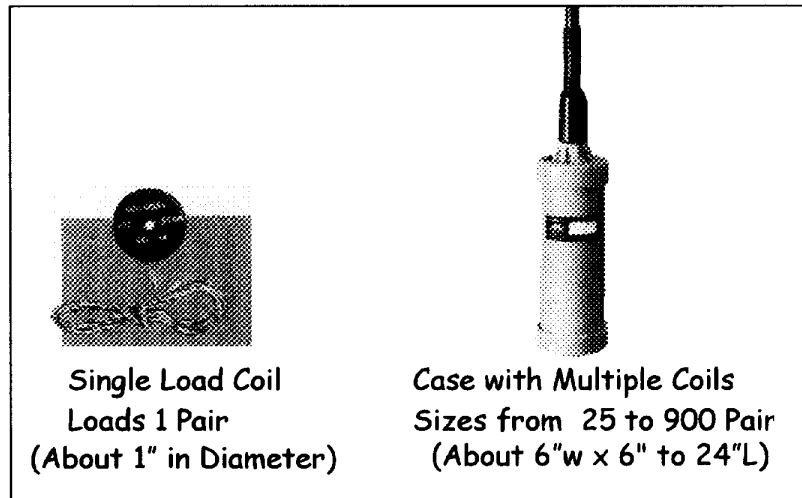 Single Load Coil
Loads 1 Pair
(About 1" in Diameter)
Case with Multiple Coils
Sizes from 25 to 900 Pair
(About 6"w x 6" to 24"L)